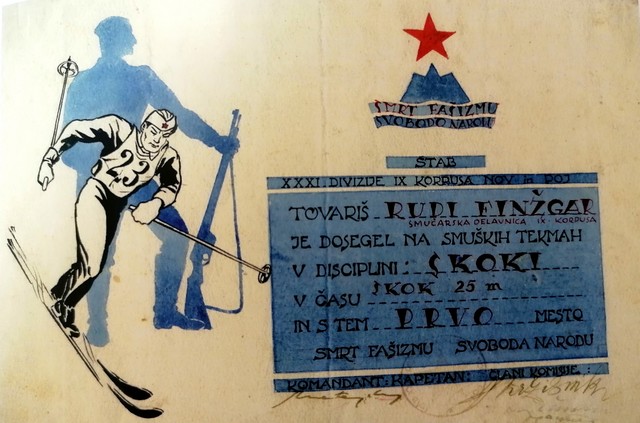 23
SMRT FAŠIZMU
SVOBODO NARODU
ŠTAB
XXXI. DIVIZIJE IX KORPUSA NOV in POJ
TOVARIŠ RUDI FINŽGAR
SMUČARSKA DELAVNICA IX. KORPUSA
JE DOSEGEL NA SMUŠKIH TEKMAH
V DISCIPLINI: SKOKI
V ČASU SKOK 25 m
IN S TEM PRVO MESTO
SMRT FAŠIZMU SVOBODA NARODU
KOMANDANT: KAPETAN: ČLANI KOMISIJE: